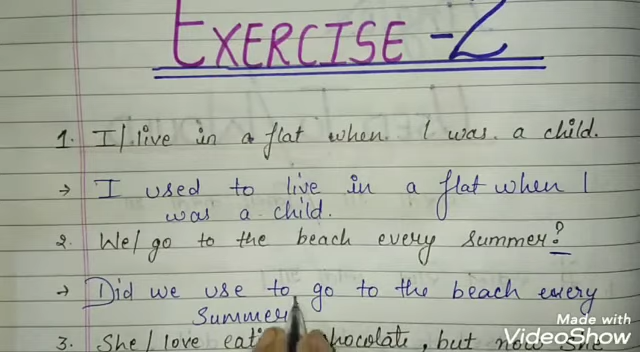 EXERCISE-2
1. I/live in a flat when I was a child.
→ I used to live in a flat when I
was a child.
2. We/go to the beach every summer?
→ Did we use to go to the beach every
Summer
3. She/love chocolate, but now she
Made with
VideoShow